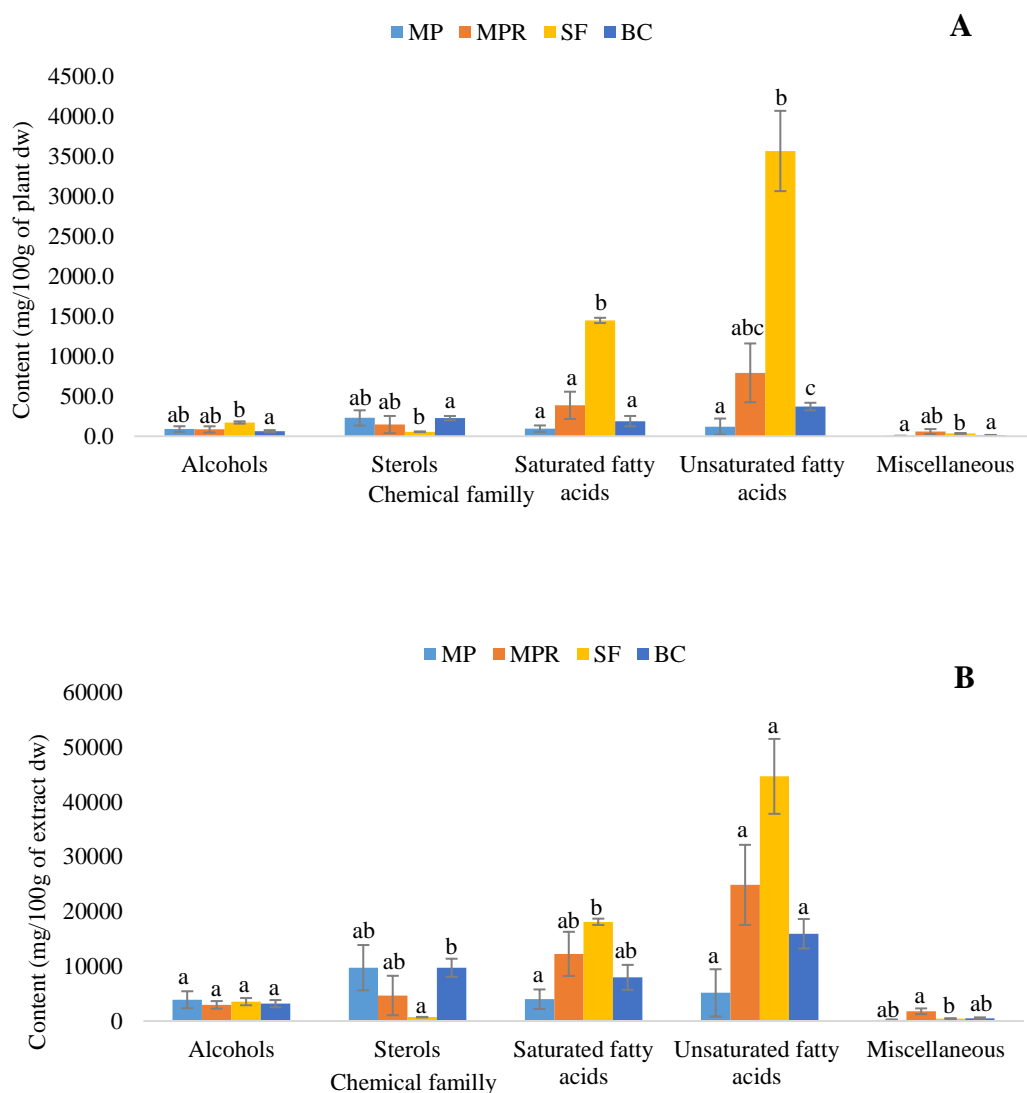 A
MP MPR SF BC
Content (mg/100g of plant dw)
4500.0
4000.0
3500.0
3000.0
2500.0
2000.0
1500.0
1000.0
500.0
0.0
ab ab b a
ab ab b a
a a b a
a abc b c
a ab b a
Alcohols Sterols Saturated fatty acids Unsaturated fatty acids Miscellaneous
Chemical familly
B
MP MPR SF BC
Content (mg/100g of extract dw)
60000
50000
40000
30000
20000
10000
0
a a a a
ab ab a b
a ab b ab
a a a a
ab a b ab
Alcohols Sterols Saturated fatty acids Unsaturated fatty acids Miscellaneous
Chemical familly